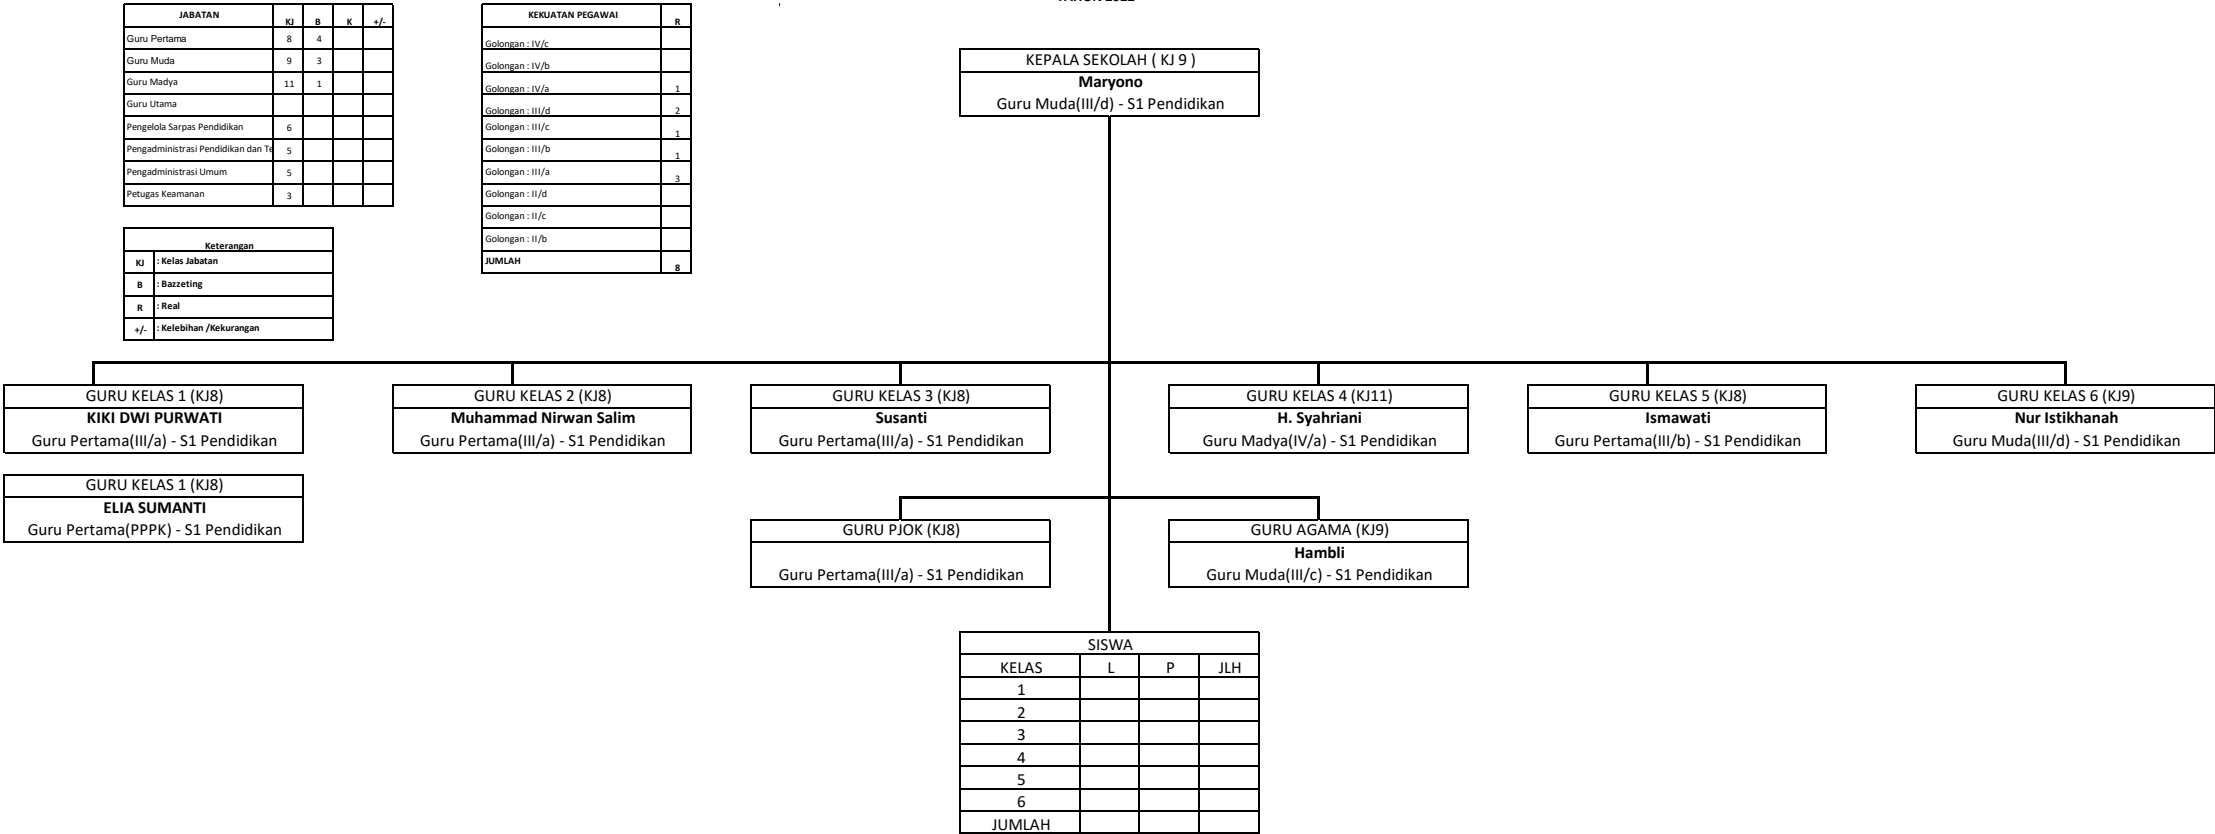 TAHUN 2022
JABATAN KJ B K +/-
Guru Pertama 8 4
Guru Muda 9 3
Guru Madya 11 1
Guru Utama
Pengelola Sarpas Pendidikan 6
Pengadministrasi Pendidikan dan Te 5
Pengadministrasi Umum 5
Petugas Keamanan 3
KEKUATAN PEGAWAI R
Golongan : IV/c
Golongan : IV/b
Golongan : IV/a 1
Golongan : III/d 2
Golongan : III/c 1
Golongan : III/b 1
Golongan : III/a 3
Golongan : II/d
Golongan : II/c
Golongan : II/b
JUMLAH 8
Keterangan
KJ : Kelas Jabatan
B : Bazzeting
R : Real
+/- : Kelebihan /Kekurangan
KEPALA SEKOLAH ( KJ 9 )
Maryono
Guru Muda(III/d) - S1 Pendidikan
GURU KELAS 1 (KJ8)
KIKI DWI PURWATI
Guru Pertama(III/a) - S1 Pendidikan
GURU KELAS 2 (KJ8)
Muhammad Nirwan Salim
Guru Pertama(III/a) - S1 Pendidikan
GURU KELAS 3 (KJ8)
Susanti
Guru Pertama(III/a) - S1 Pendidikan
GURU KELAS 4 (KJ11)
H. Syahriani
Guru Madya(IV/a) - S1 Pendidikan
GURU KELAS 5 (KJ8)
Ismawati
Guru Pertama(III/b) - S1 Pendidikan
GURU KELAS 6 (KJ9)
Nur Istikhanah
Guru Muda(III/d) - S1 Pendidikan
GURU KELAS 1 (KJ8)
ELIA SUMANTI
Guru Pertama(PPPK) - S1 Pendidikan
GURU PJOK (KJ8)
Guru Pertama(III/a) - S1 Pendidikan
GURU AGAMA (KJ9)
Hambli
Guru Muda(III/c) - S1 Pendidikan
SISWA
KELAS L P JLH
1
2
3
4
5
6
JUMLAH